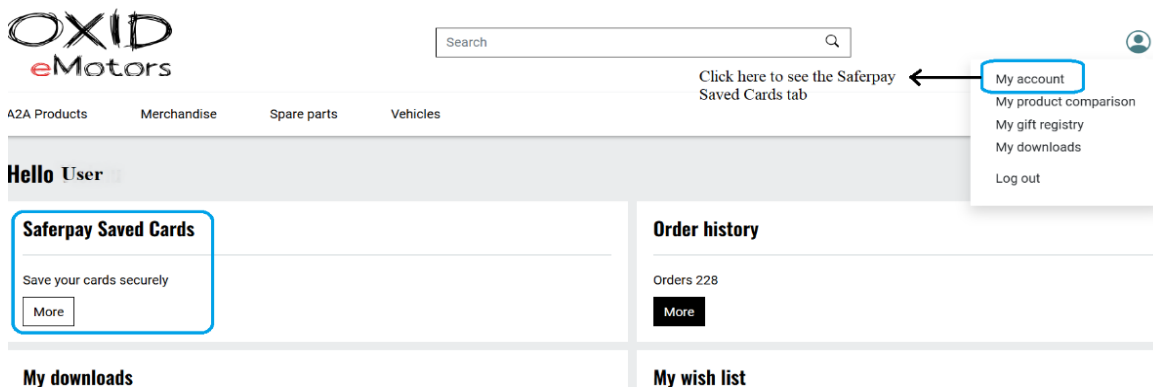 OXID
eMotors
Search
Click here to see the Saferpay
Saved Cards tab
My account
My product comparison
My gift registry
My downloads
Log out
A2A Products
Merchandise
Spare parts
Vehicles
Hello User
Saferpay Saved Cards
Save your cards securely
More
Order history
Orders 228
More
My downloads
My wish list